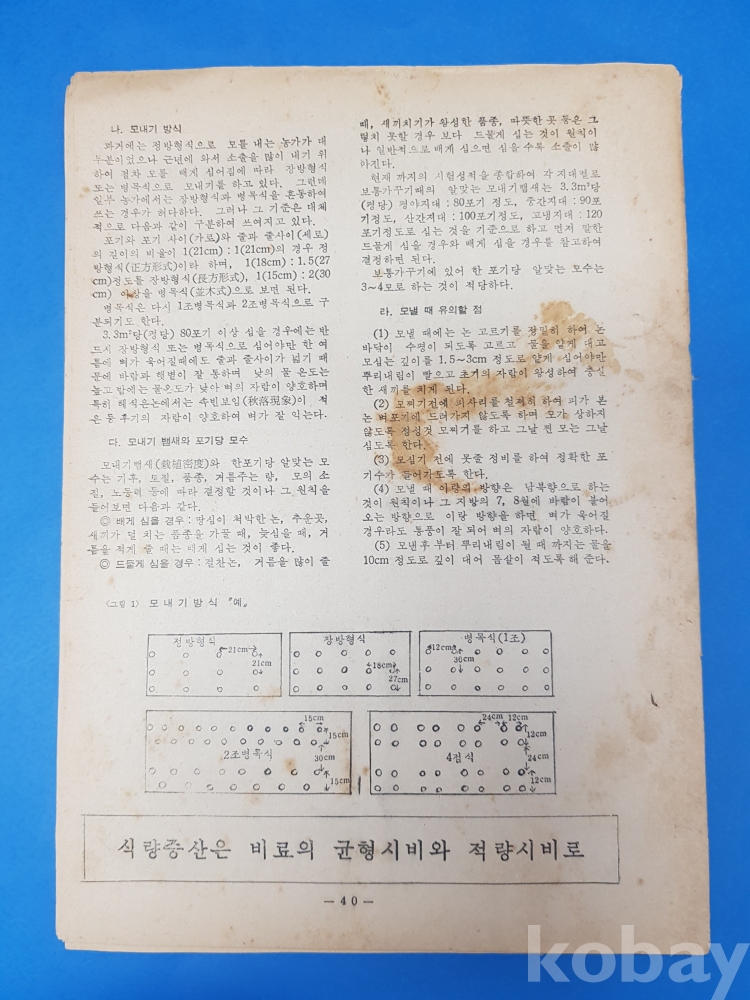 나. 모내기 방식
과거에는 정방형식으로 모를 내는 농가가 대
부분이었으나 근년에 와서 소출을 많이 내기 위
하여 점차 모를 배게 심어짐에 따라 장방형식
또는 병목식으로 모내기를 하고 있다. 그런데
일부 농가에서는 장방형식과 병목식을 혼동하여
쓰는 경우가 허다하다. 그러나 그 기준은 대체
적으로 다음과 같이 구분하여 쓰여지고 있다.
포기와 포기 사이(가로)와 줄과 줄사이(세로)
의 길이의 비율이 1(21cm) : 1(21cm)의 경우 정
방형식(正方形式)이라 하며, 1(18cm) : 1.5(27
cm)정도를 장방형식(長方形式), 1(15cm) : 2(30
cm) 이상을 병목식(並木式)으로 보면 된다.
병목식은 다시 1조병목식과 2조병목식으로 구
분되기도 한다.
3.3m²당(평당) 80포기 이상 심을 경우에는 반
드시 장방형식 또는 병목식으로 심어야만 한 여
름에 벼가 우거질때에도 줄과 줄사이가 넓기 때
문에 바람과 햇볕이 잘 통하며 낮의 물 온도는
높고 밤에는 물온도가 낮아 벼의 자람이 양호하며
특히 해식은논에서는 추락현상(秋落現象)이 적
은 등 후기의 자람이 양호하여 벼가 잘 익는다.
다. 모내기 뱀새와 포기당 모수
모내기뱀새(栽植密度)와 한포기당 알맞는 모
수는 기후, 토질, 품종, 거름주는 량, 모의 소
질, 노동력 등에 따라 결정할 것이나 그 원칙을
들어보면 다음과 같다.
◎ 배게 심을 경우 : 땅심이 척박한 논, 추운곳,
새끼가 덜 치는 품종을 가꿀 때, 늦심을 때, 거
름을 적게 줄 때는 배게 심는 것이 좋다.
◎ 드물게 심을 경우 : 걸찬논, 거름을 많이 줄
때, 새끼치기가 왕성한 품종, 따뜻한 곳 등은 그
렇치 못할 경우 보다 드물게 심는 것이 원칙이
나 일반적으로 배게 심으면 심을 수록 소출이 많
아진다.
현재 까지의 시험성적을 종합하여 각 지대별로
보통가꾸기때의 알맞는 모내기뱀새는 3.3m²당
(평당) 평야지대 : 80포기 정도, 중간지대 : 90포
기정도, 산간지대 : 100포기정도, 고냉지대 : 120
포기정도로 심는 것을 기준으로 하고 먼저 말한
드물게 심을 경우와 배게 심을 경우를 참고하여
결정하면 된다.
보통가꾸기에 있어 한 포기당 알맞는 모수는
3~4모로 하는 것이 적당하다.
라. 모낼 때 유의할 점
(1) 모낼 때에는 논 고르기를 정밀히 하여 논
바닥이 수평이 되도록 고르고 물을 얕게 대고
모심는 깊이를 1.5~3cm 정도로 얕게 심어야만
뿌리내림이 빨으고 초기의 자람이 왕성하여 충실
한 새끼를 치게 된다.
(2) 모찌기전에 피사리를 철저히 하여 피가 본
논 벼포기에 드러가지 않도록 하며 모가 상하지
않도록 정성것 모찌기를 하고 그날 찐 모는 그날
심도록 한다.
(3) 모심기 전에 못줄 정비를 하여 정확한 포
기수가 들어가도록 한다.
(4) 모낼 때 이랑의 방향은 남북향으로 하는
것이 원칙이나 그 지방의 7, 8월에 바람이 불어
오는 방향으로 이랑 방향을 하면 벼가 우거질
경우라도 통풍이 잘 되어 벼의 자람이 양호하다.
(5) 모낸후 부터 뿌리내림이 될 때 까지는 물을
10cm 정도로 깊이 대어 몸살이 적도록 해 준다.
〈그림 1〉 모내기방식 〝예〟
정방형식
21cm
21cm
장방형식
18cm
27cm
병목식(1조)
12cm
36cm
2조병목식
15cm
15cm
30cm
15cm
4점식
24cm 12cm
12cm
24cm
12cm
식량증산은 비료의 균형시비와 적량시비로
— 40 —
kobay